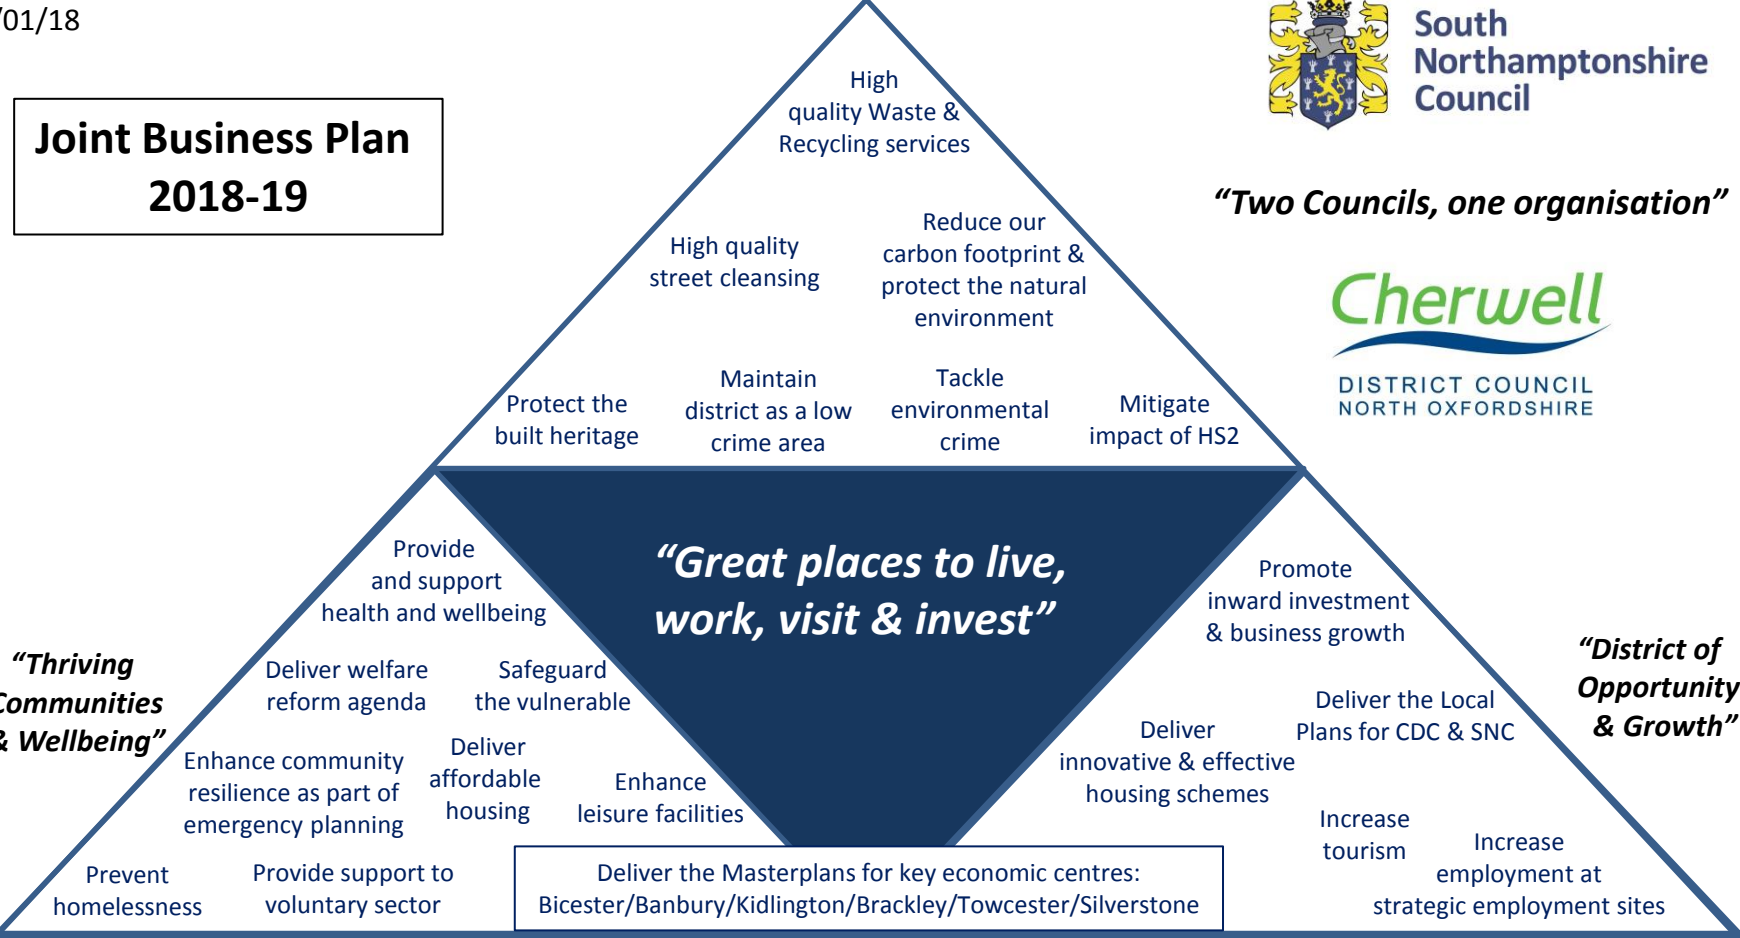 /01/18
Joint Business Plan
2018-19
South
Northamptonshire
Council
“Two Councils, one organisation”
Cherwell
DISTRICT COUNCIL
NORTH OXFORDSHIRE
High
quality Waste &
Recycling services
High quality
street cleansing
Reduce our
carbon footprint &
protect the natural
environment
Protect the
built heritage
Maintain
district as a low
crime area
Tackle
environmental
crime
Mitigate
impact of HS2
“Great places to live,
work, visit & invest”
“Thriving
Communities
& Wellbeing”
Provide
and support
health and wellbeing
Deliver welfare
reform agenda
Safeguard
the vulnerable
Enhance community
resilience as part of
emergency planning
Deliver
affordable
housing
Enhance
leisure facilities
Prevent
homelessness
Provide support to
voluntary sector
Deliver the Masterplans for key economic centres:
Bicester/Banbury/Kidlington/Brackley/Towcester/Silverstone
Promote
inward investment
& business growth
Deliver the Local
Plans for CDC & SNC
Deliver
innovative & effective
housing schemes
Increase
tourism
Increase
employment at
strategic employment sites
“District of
Opportunity
& Growth”